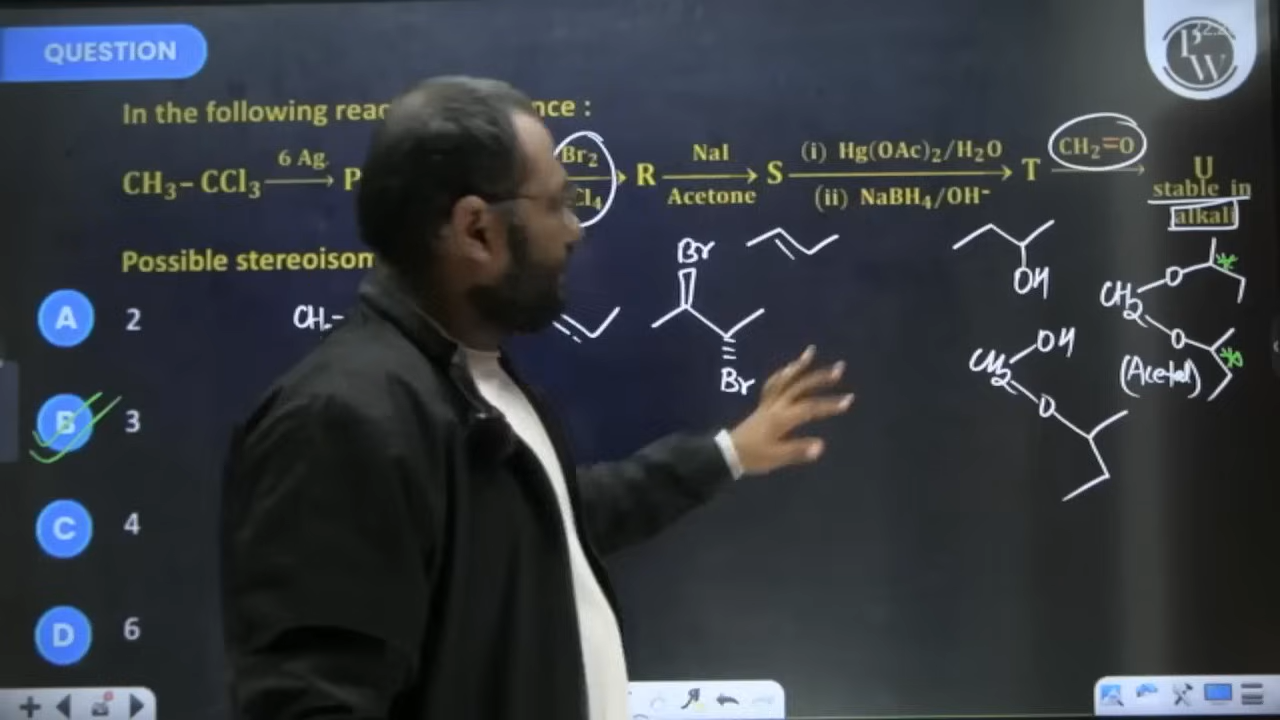 QUESTION
In the following reac nce :
CH₃– CCl₃ 6 Ag. P Br₂ Cl₄ R NaI Acetone S (i) Hg(OAc)₂/H₂O (ii) NaBH₄/OH⁻ T CH₂=O U
stable in
alkali
Possible stereoisom
A 2
B 3
C 4
D 6
Br
Br
OH
CH₂ O
O
(Acetal)
CH₂ OH
O
W